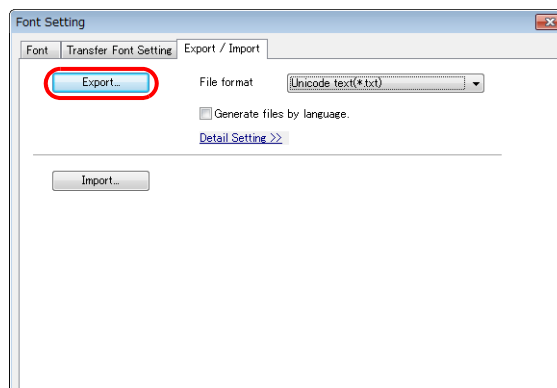 Font Setting
Font Transfer Font Setting Export / Import
Export... File format Unicode text(*.txt)
Generate files by language.
Detail Setting >>
Import...